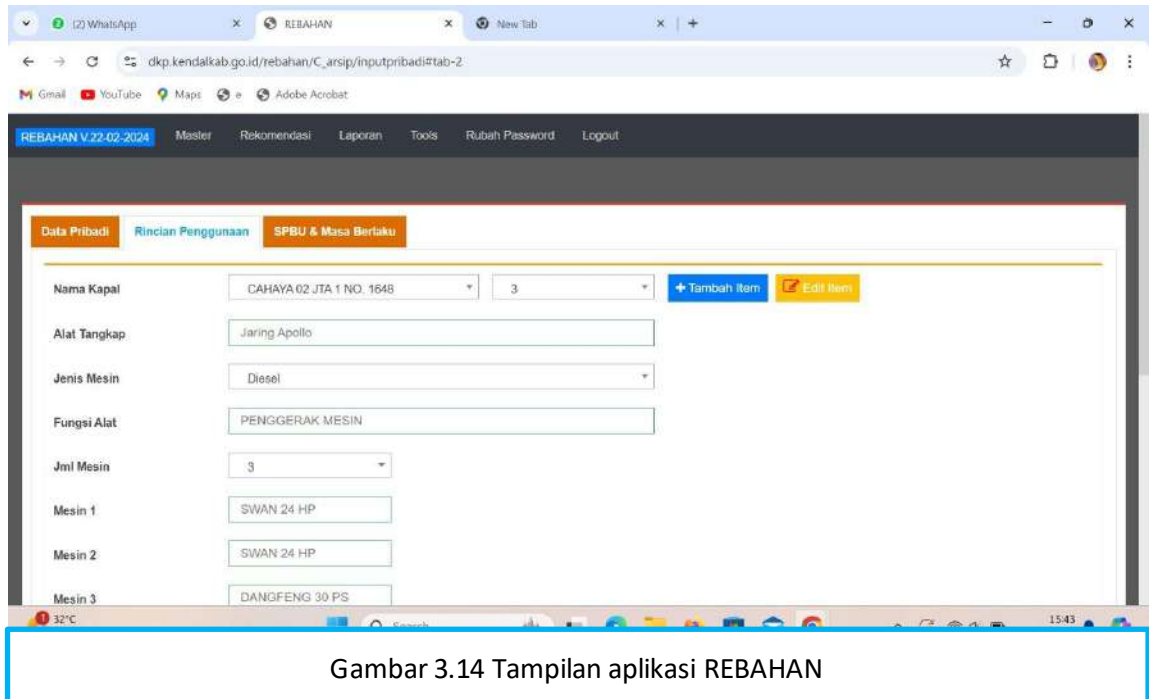 (2) WhatsApp REBAHAN New Tab
dkp.kendalkab.go.id/rebahan/C_arsip/inputpribadi#tab-2
Gmail YouTube Maps e Adobe Acrobat
REBAHAN V.22-02-2024 Master Rekomendasi Laporan Tools Rubah Password Logout
Data Pribadi Rincian Penggunaan SPBU & Masa Berlaku
Nama Kapal CAHAYA 02 JTA 1 NO. 1648 3 + Tambah Item Edit Item
Alat Tangkap Jaring Apollo
Jenis Mesin Diesel
Fungsi Alat PENGGERAK MESIN
Jml Mesin 3
Mesin 1 SWAN 24 HP
Mesin 2 SWAN 24 HP
Mesin 3 DANGFENG 30 PS
1 32°C Search 15:43
Gambar 3.14 Tampilan aplikasi REBAHAN